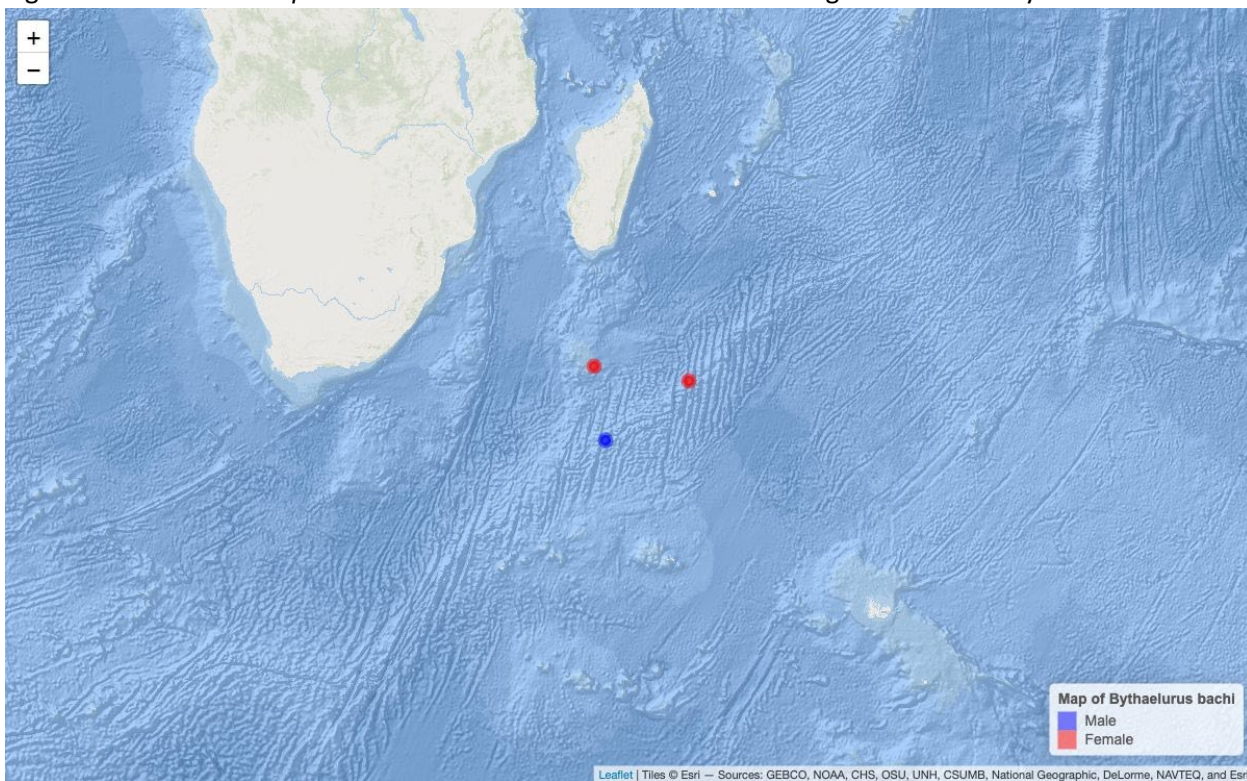 +
−
Map of Bythaelurus bachi
Male
Female
Leaflet | Tiles © Esri — Sources: GEBCO, NOAA, CHS, OSU, UNH, CSUMB, National Geographic, DeLorme, NAVTEQ, and Esri